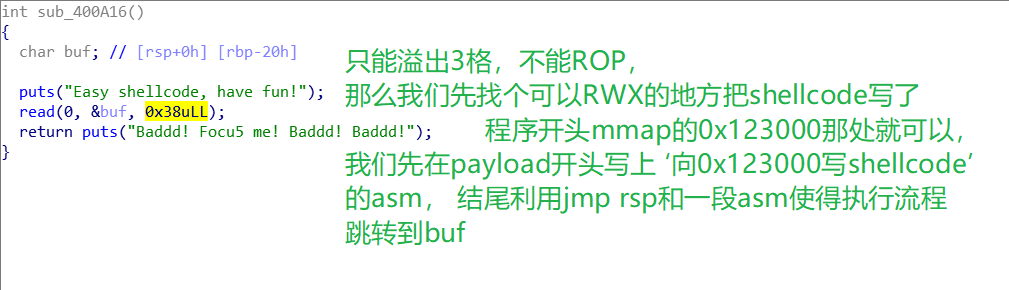 int sub_400A16()
{
char buf; // [rsp+0h] [rbp-20h]
只能溢出3格，不能ROP，
puts("Easy shellcode, have fun!");
那么我们先找个可以RWX的地方把shellcode写了
read(0, &buf, 0x38uLL);
return puts("Baddd! Focu5 me! Baddd! Baddd!");
程序开头mmap的0x123000那处就可以，
}
我们先在payload开头写上 ‘向0x123000写shellcode’
的asm， 结尾利用jmp rsp和一段asm使得执行流程
跳转到buf